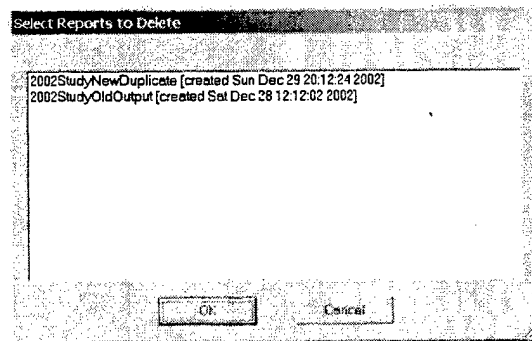 Select Reports to Delete
2002StudyNewDuplicate [created Sun Dec 29 20:12:24 2002]
2002StudyOldOutput [created Sat Dec 28 12:12:02 2002]
OK
Cancel